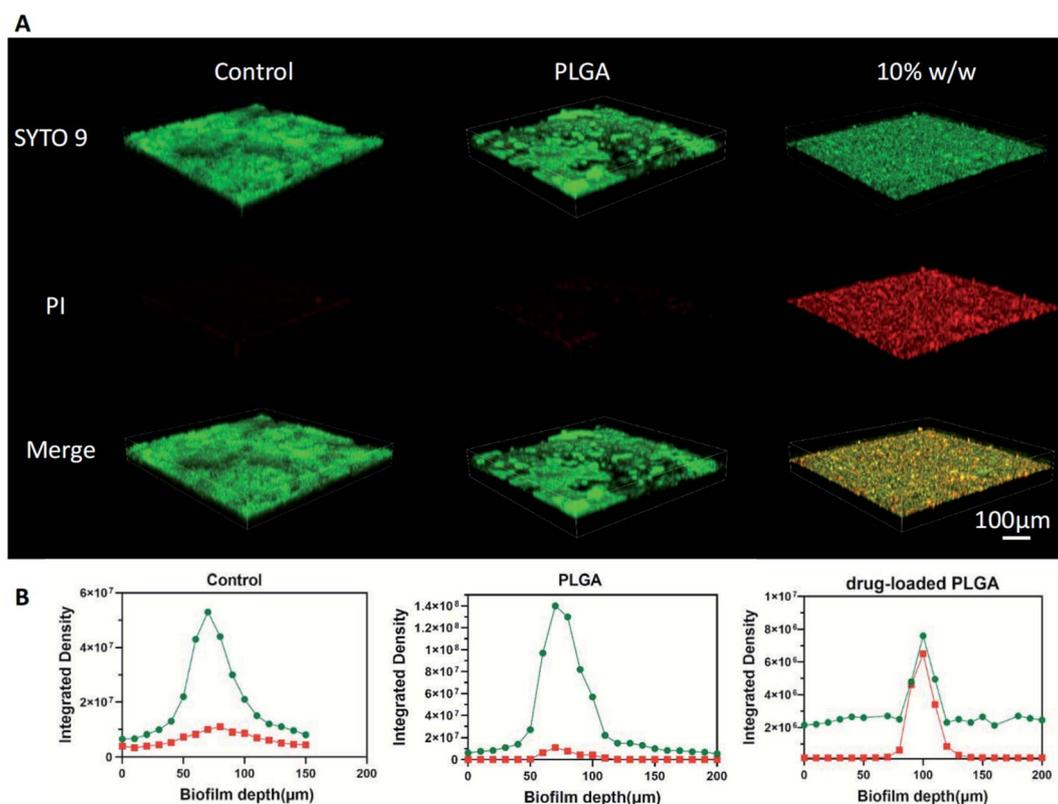 A
Control PLGA 10% w/w
SYTO 9
PI
Merge
100μm
B
Control
6×10⁷
4×10⁷
2×10⁷
0
0 50 100 150 200
Integrated Density
Biofilm depth(μm)
PLGA
1.4×10⁸
1.2×10⁸
1.0×10⁸
8×10⁷
6×10⁷
4×10⁷
2×10⁷
0
0 50 100 150 200
Integrated Density
Biofilm depth(μm)
drug-loaded PLGA
1×10⁷
8×10⁶
6×10⁶
4×10⁶
2×10⁶
0 50 100 150 200
Integrated Density
Biofilm depth(μm)